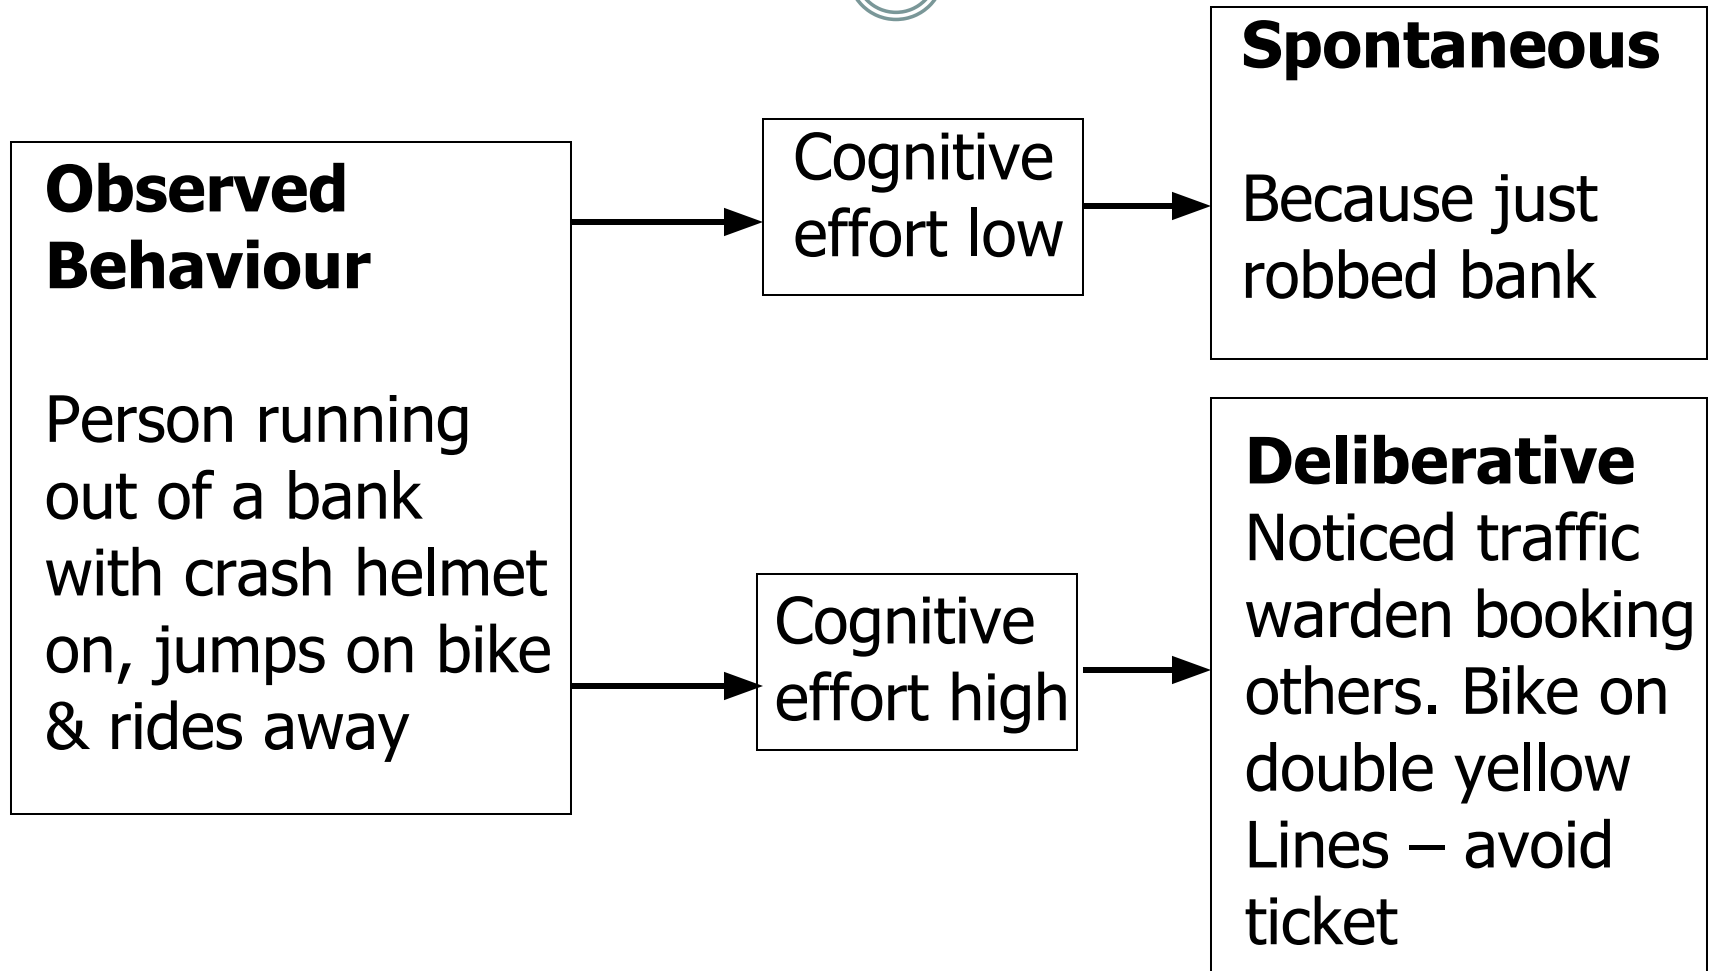 Observed
Behaviour
Person running
out of a bank
with crash helmet
on, jumps on bike
& rides away
Cognitive
effort low
Spontaneous
Because just
robbed bank
Cognitive
effort high
Deliberative
Noticed traffic
warden booking
others. Bike on
double yellow
Lines – avoid
ticket